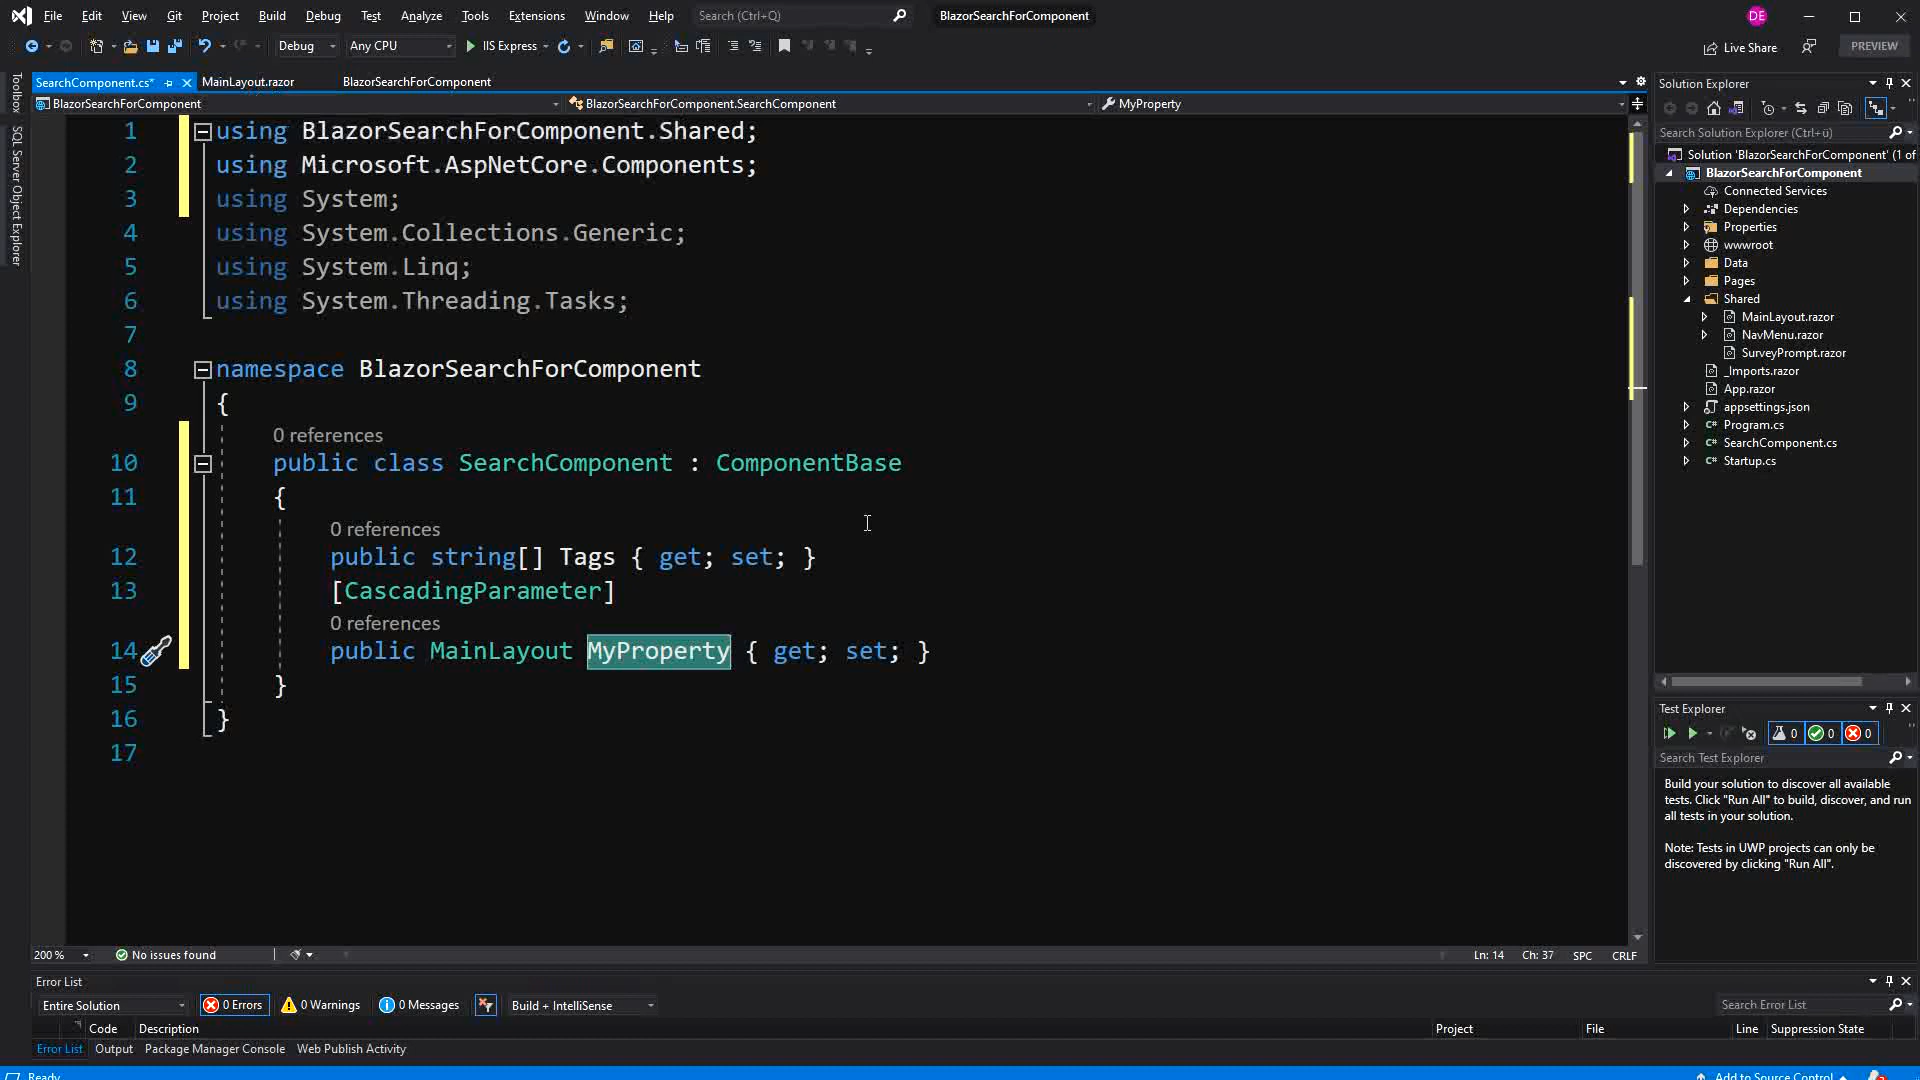 File Edit View Git Project Build Debug Test Analyze Tools Extensions Window Help Search (Ctrl+Q) BlazorSearchForComponent DE
Debug Any CPU IIS Express Live Share PREVIEW
SearchComponent.cs* MainLayout.razor BlazorSearchForComponent
BlazorSearchForComponent BlazorSearchForComponent.SearchComponent MyProperty
Toolbox
SQL Server Object Explorer
1 using BlazorSearchForComponent.Shared;
2 using Microsoft.AspNetCore.Components;
3 using System;
4 using System.Collections.Generic;
5 using System.Linq;
6 using System.Threading.Tasks;
7
8 namespace BlazorSearchForComponent
9 {
0 references
10 public class SearchComponent : ComponentBase
11 {
0 references
12 public string[] Tags { get; set; }
13 [CascadingParameter]
0 references
14 public MainLayout MyProperty { get; set; }
15 }
16 }
17
200 % No issues found Ln: 14 Ch: 37 SPC CRLF
Solution Explorer
Search Solution Explorer (Ctrl+ü)
Solution 'BlazorSearchForComponent' (1 of
BlazorSearchForComponent
Connected Services
Dependencies
Properties
wwwroot
Data
Pages
Shared
MainLayout.razor
NavMenu.razor
SurveyPrompt.razor
_Imports.razor
App.razor
appsettings.json
C# Program.cs
C# SearchComponent.cs
C# Startup.cs
Test Explorer
0 0 0
Search Test Explorer
Build your solution to discover all available
tests. Click "Run All" to build, discover, and run
all tests in your solution.
Note: Tests in UWP projects can only be
discovered by clicking "Run All".
Error List
Entire Solution 0 Errors 0 Warnings 0 Messages Build + IntelliSense Search Error List
Code Description Project File Line Suppression State
Error List Output Package Manager Console Web Publish Activity
Ready Add to Source Control